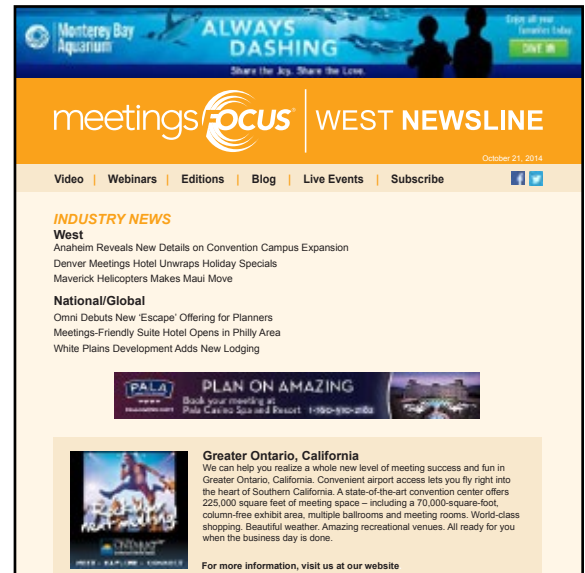 Monterey Bay
Aquarium
ALWAYS
DASHING
Share the Joy. Share the Love.
Enjoy all your
favorites today.
DIVE IN
meetings FOCUS | WEST NEWSLINE
October 21, 2014
Video | Webinars | Editions | Blog | Live Events | Subscribe
INDUSTRY NEWS
West
Anaheim Reveals New Details on Convention Campus Expansion
Denver Meetings Hotel Unwraps Holiday Specials
Maverick Helicopters Makes Maui Move
National/Global
Omni Debuts New ‘Escape’ Offering for Planners
Meetings-Friendly Suite Hotel Opens in Philly Area
White Plains Development Adds New Lodging
PALA
PLAN ON AMAZING
Book your meeting at
Pala Casino Spa and Resort
Greater Ontario, California
We can help you realize a whole new level of meeting success and fun in
Greater Ontario, California. Convenient airport access lets you fly right into
the heart of Southern California. A state-of-the-art convention center offers
225,000 square feet of meeting space – including a 70,000-square-foot,
column-free exhibit area, multiple ballrooms and meeting rooms. World-class
shopping. Beautiful weather. Amazing recreational venues. All ready for you
when the business day is done.
For more information, visit us at our website
ONTARIO